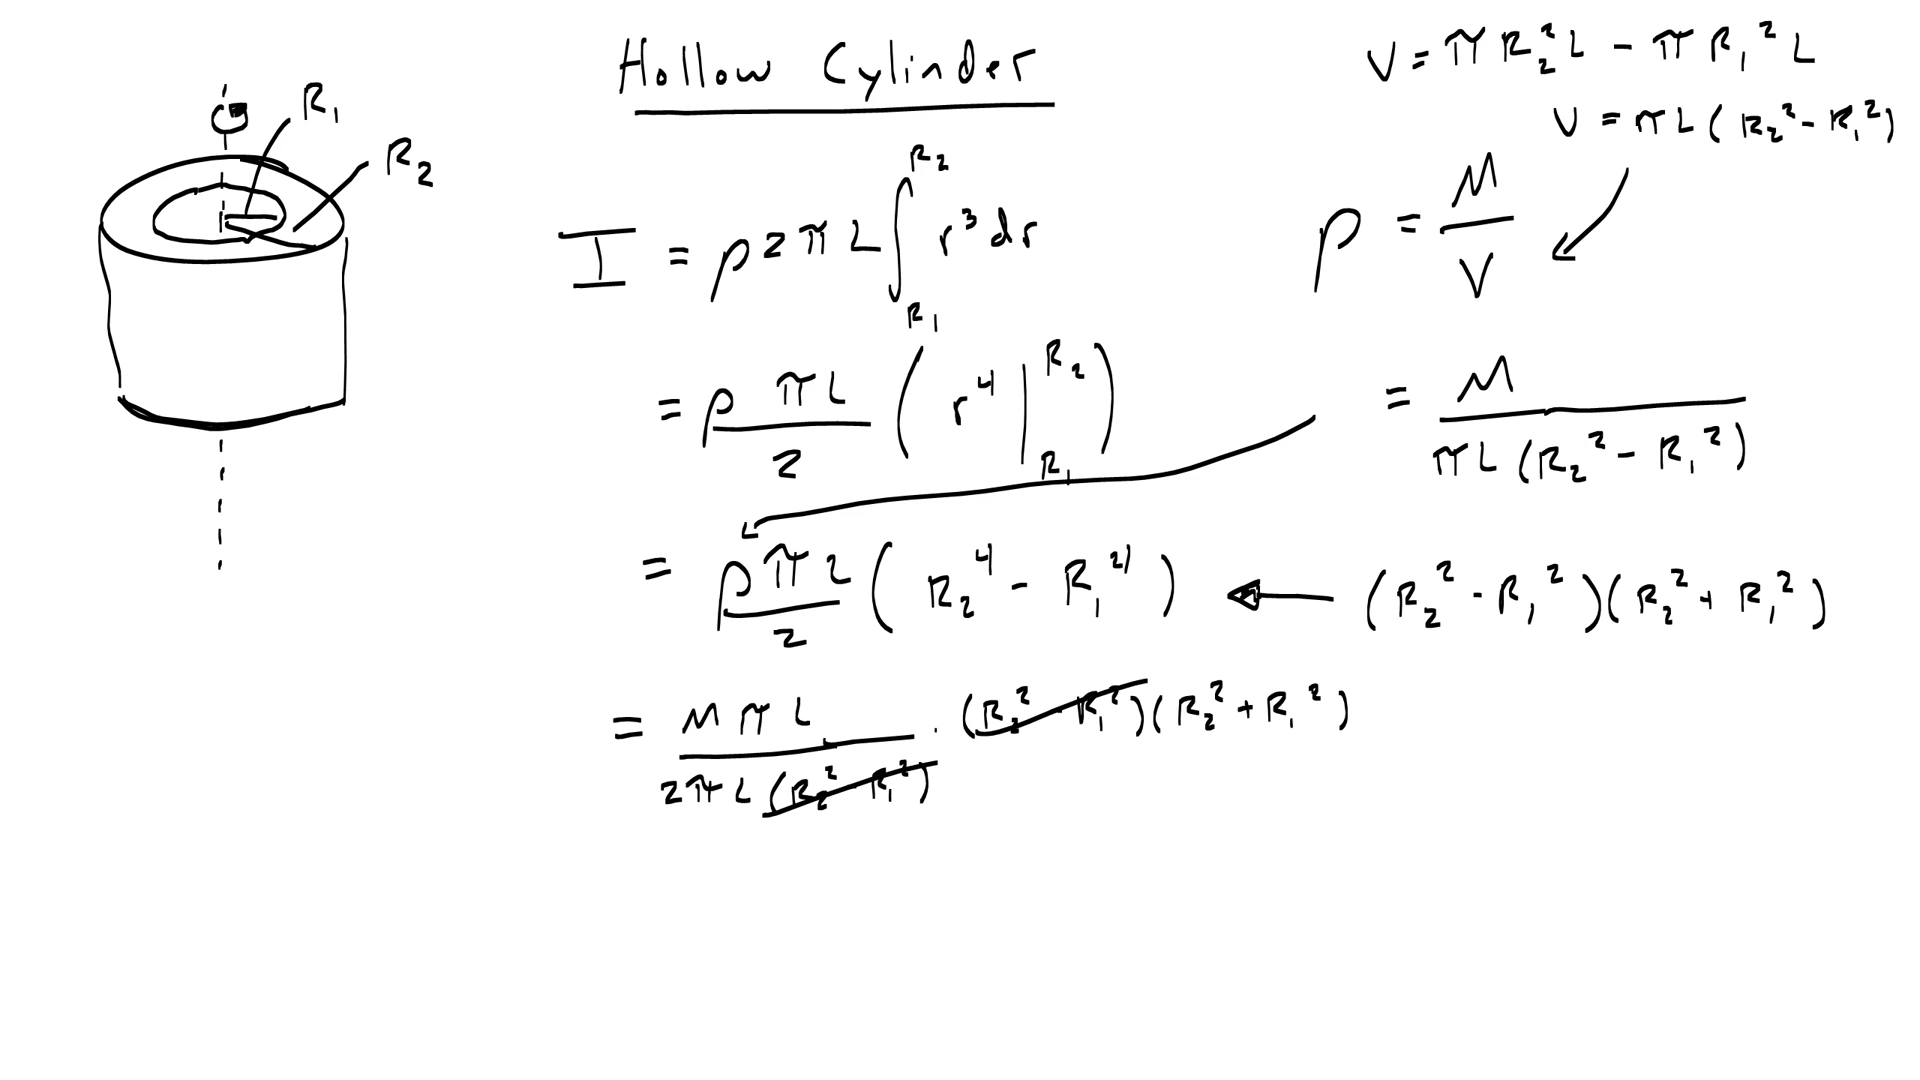 Hollow Cylinder
R₁
R₂
I = ρ2πL ∫_{R₁}^{R₂} r³dr
= ρπL/2 ( r⁴ |_{R₁}^{R₂} )
= ρπL/2 ( R₂⁴ - R₁⁴ )
= MπL / 2πL(R₂² - R₁²) · (R₂² - R₁²)(R₂² + R₁²)
V = πR₂²L - πR₁²L
V = πL(R₂² - R₁²)
ρ = M/V
= M / πL(R₂² - R₁²)
(R₂² - R₁²)(R₂² + R₁²)